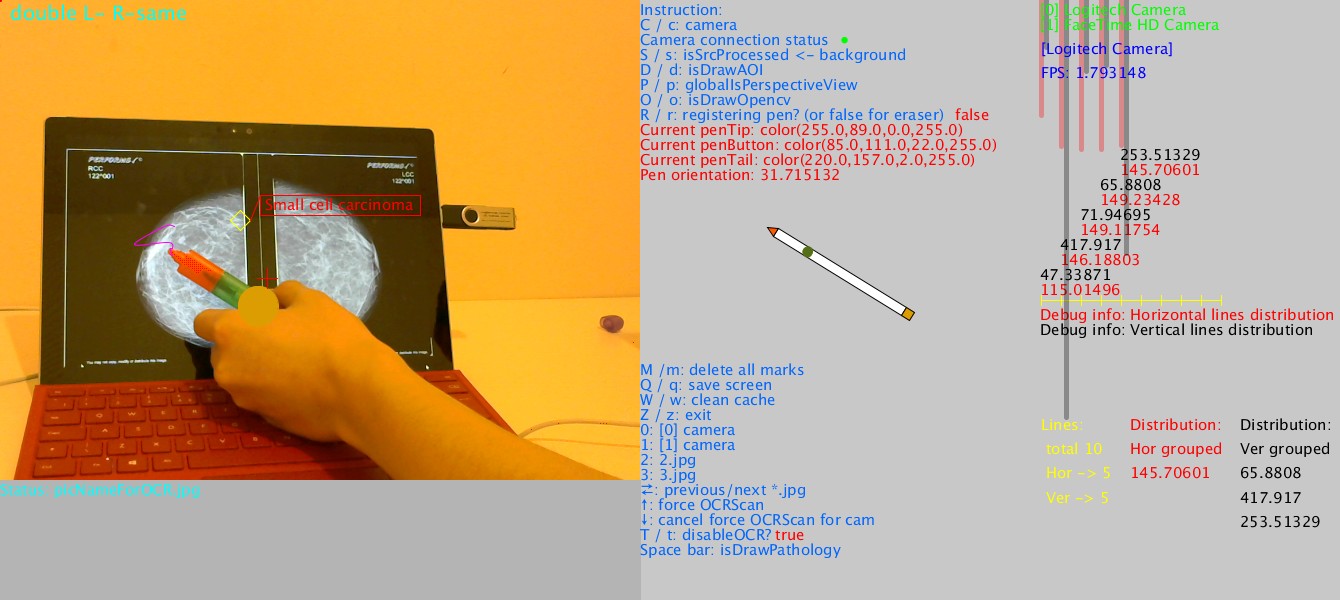 double L- R-same
PERFORMS
RCC
122*001
PERFORMS
LCC
122*001
Small cell carcinoma
Status: picNameForOCR.jpg
Instruction:
C / c: camera
Camera connection status
S / s: isSrcProcessed <- background
D / d: isDrawAOI
P / p: globalIsPerspectiveView
O / o: isDrawOpencv
R / r: registering pen? (or false for eraser) false
Current penTip: color(255.0,89.0,0.0,255.0)
Current penButton: color(85.0,111.0,22.0,255.0)
Current penTail: color(220.0,157.0,2.0,255.0)
Pen orientation: 31.715132
M /m: delete all marks
Q / q: save screen
W / w: clean cache
Z / z: exit
0: [0] camera
1: [1] camera
2: 2.jpg
3: 3.jpg
⇄: previous/next *.jpg
↑: force OCRScan
↓: cancel force OCRScan for cam
T / t: disableOCR? true
Space bar: isDrawPathology
[0] Logitech Camera
[1] FaceTime HD Camera
[Logitech Camera]
FPS: 1.793148
253.51329
145.70601
65.8808
149.23428
71.94695
149.11754
417.917
146.18803
47.33871
115.01496
Debug info: Horizontal lines distribution
Debug info: Vertical lines distribution
Lines: Distribution: Distribution:
total 10 Hor grouped Ver grouped
Hor -> 5 145.70601 65.8808
Ver -> 5 417.917
253.51329